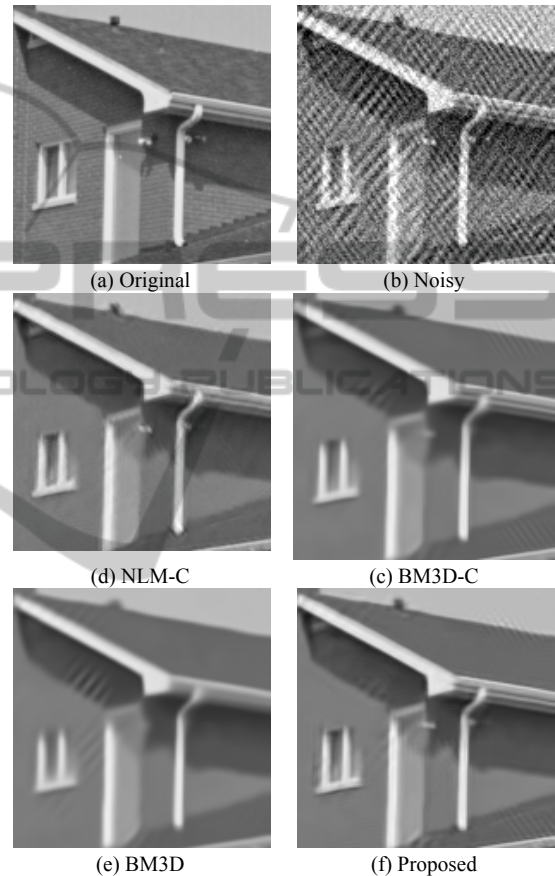 (a) Original
(b) Noisy
(d) NLM-C
(c) BM3D-C
(e) BM3D
(f) Proposed